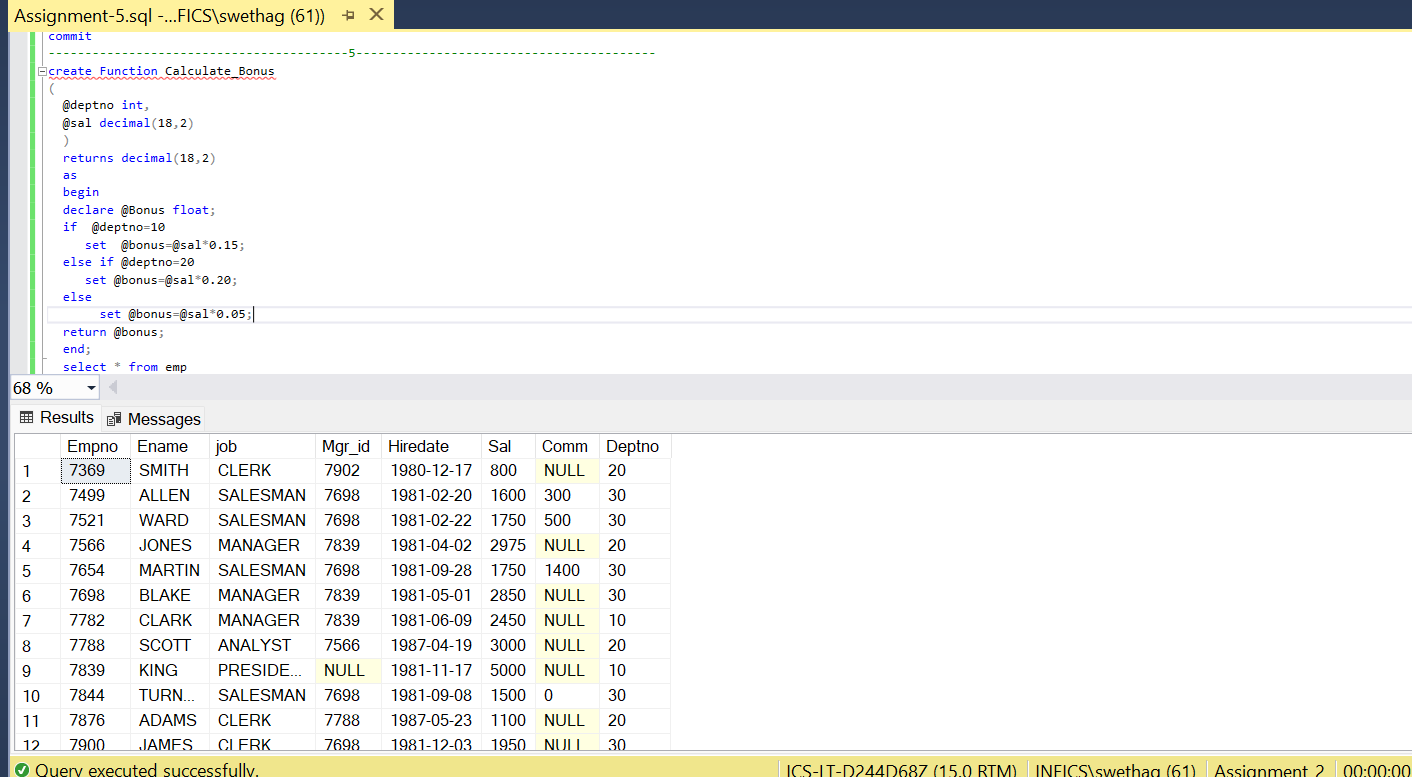 Assignment-5.sql -...FICS\swethag (61))
commit
-----------------------------------------5-----------------------------------------
create Function Calculate_Bonus
(
@deptno int,
@sal decimal(18,2)
)
returns decimal(18,2)
as
begin
declare @Bonus float;
if  @deptno=10
set  @bonus=@sal*0.15;
else if @deptno=20
set @bonus=@sal*0.20;
else
set @bonus=@sal*0.05;
return @bonus;
end;
select * from emp
68 %
Results Messages
Empno Ename job Mgr_id Hiredate Sal Comm Deptno
1 7369 SMITH CLERK 7902 1980-12-17 800 NULL 20
2 7499 ALLEN SALESMAN 7698 1981-02-20 1600 300 30
3 7521 WARD SALESMAN 7698 1981-02-22 1750 500 30
4 7566 JONES MANAGER 7839 1981-04-02 2975 NULL 20
5 7654 MARTIN SALESMAN 7698 1981-09-28 1750 1400 30
6 7698 BLAKE MANAGER 7839 1981-05-01 2850 NULL 30
7 7782 CLARK MANAGER 7839 1981-06-09 2450 NULL 10
8 7788 SCOTT ANALYST 7566 1987-04-19 3000 NULL 20
9 7839 KING PRESIDE... NULL 1981-11-17 5000 NULL 10
10 7844 TURN... SALESMAN 7698 1981-09-08 1500 0 30
11 7876 ADAMS CLERK 7788 1987-05-23 1100 NULL 20
12 7900 JAMES CLERK 7698 1981-12-03 1950 NULL 30
Query executed successfully. ICS-LT-D244D68Z (15.0 RTM) INFICS\swethag (61) Assignment_2 00:00:00